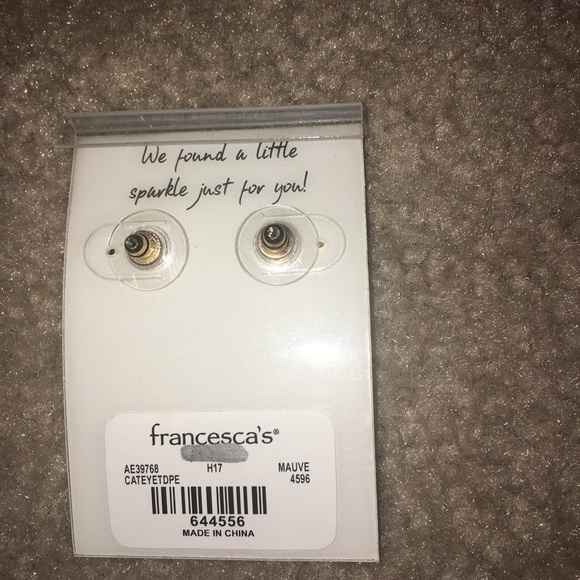 We found a little
sparkle just for you!
francesca's®
AE39768 H17 MAUVE
CATEYETDPE 4596
644556
MADE IN CHINA